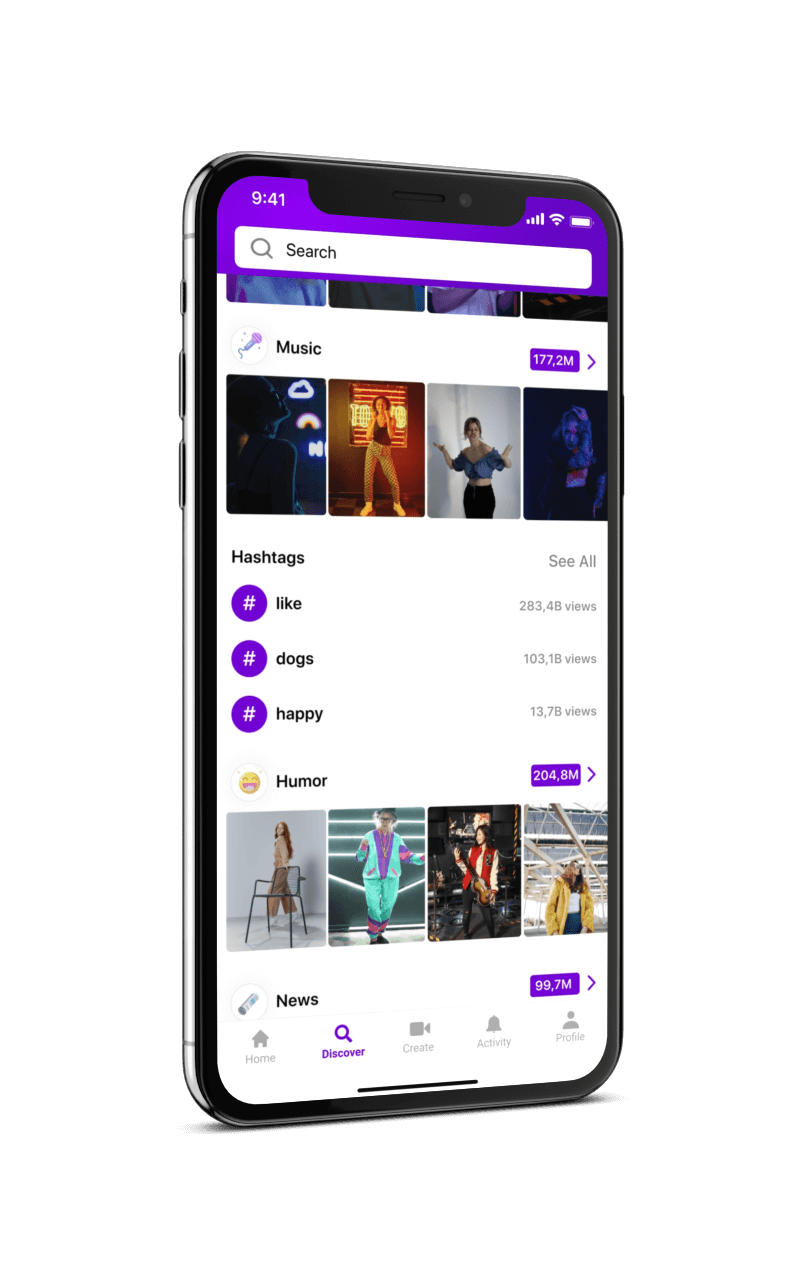 9:41
Search
Music
177,2M
Hashtags
See All
# like
283,4B views
# dogs
103,1B views
# happy
13,7B views
Humor
204,8M
News
99,7M
Home
Discover
Create
Activity
Profile